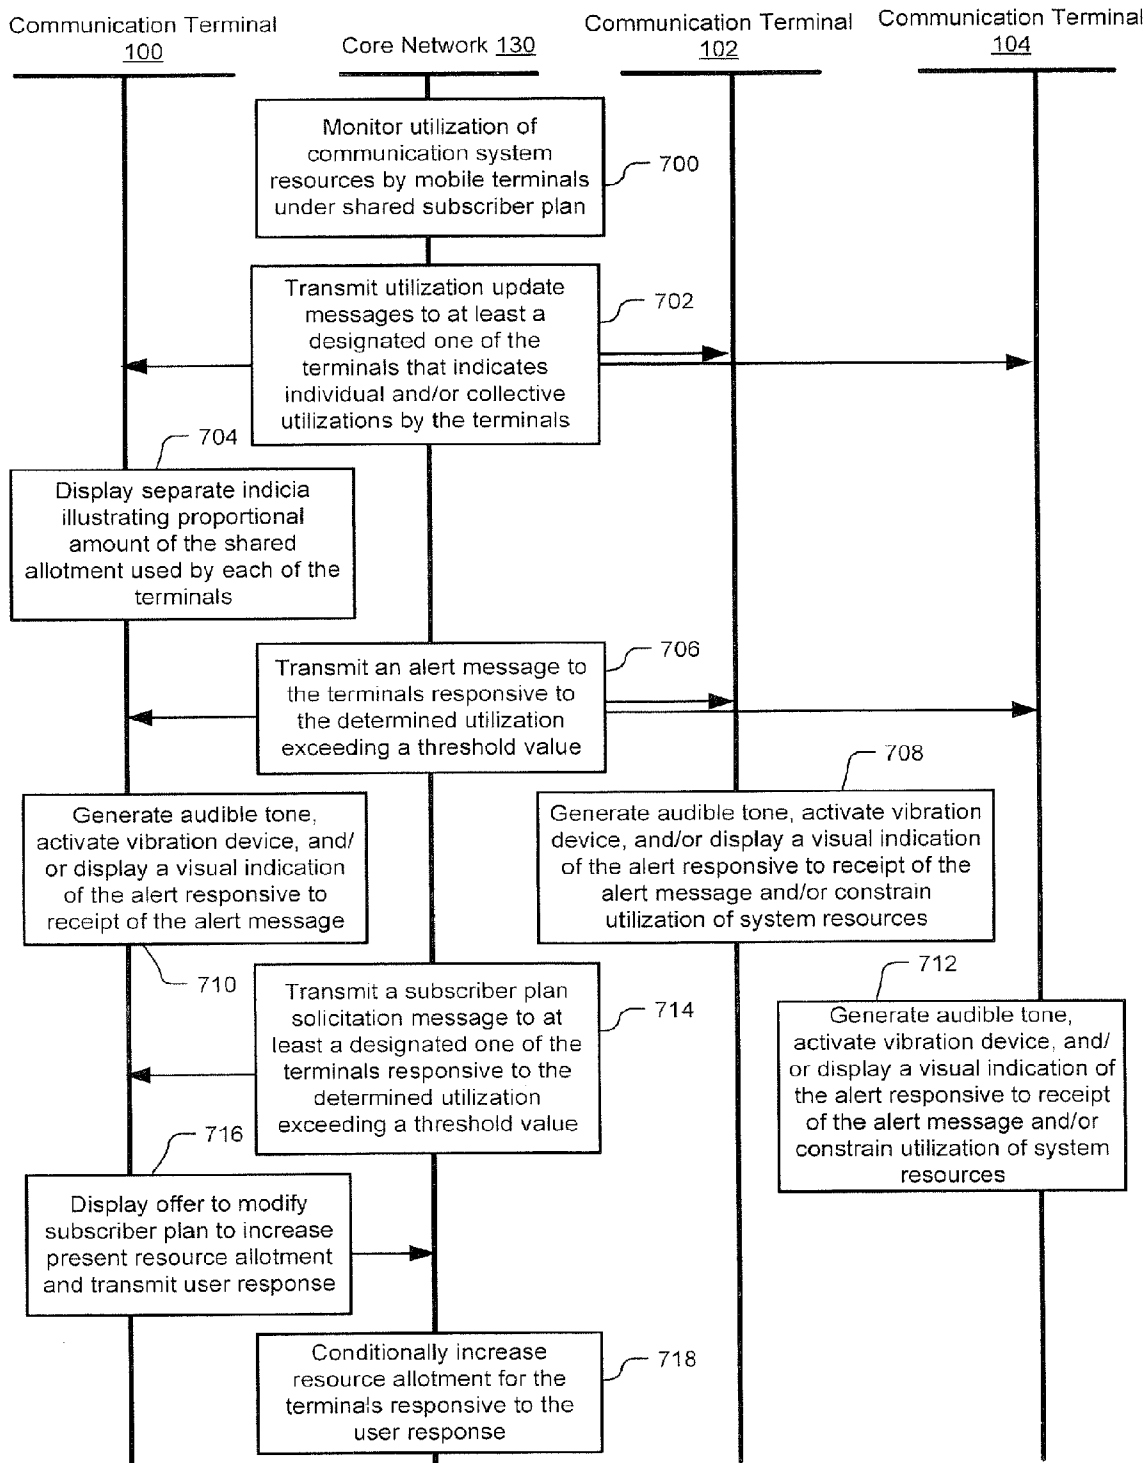 Communication Terminal
100
Core Network 130
Communication Terminal
102
Communication Terminal
104
Monitor utilization of
communication system
resources by mobile terminals
under shared subscriber plan
700
Transmit utilization update
messages to at least a
designated one of the
terminals that indicates
individual and/or collective
utilizations by the terminals
702
704
Display separate indicia
illustrating proportional
amount of the shared
allotment used by each of the
terminals
Transmit an alert message to
the terminals responsive to
the determined utilization
exceeding a threshold value
706
708
Generate audible tone,
activate vibration device, and/
or display a visual indication
of the alert responsive to
receipt of the alert message
710
Generate audible tone, activate vibration
device, and/or display a visual indication
of the alert responsive to receipt of the
alert message and/or constrain
utilization of system resources
712
Generate audible tone,
activate vibration device, and/
or display a visual indication of
the alert responsive to receipt
of the alert message and/or
constrain utilization of system
resources
Transmit a subscriber plan
solicitation message to at
least a designated one of the
terminals responsive to the
determined utilization
exceeding a threshold value
714
716
Display offer to modify
subscriber plan to increase
present resource allotment
and transmit user response
Conditionally increase
resource allotment for the
terminals responsive to the
user response
718